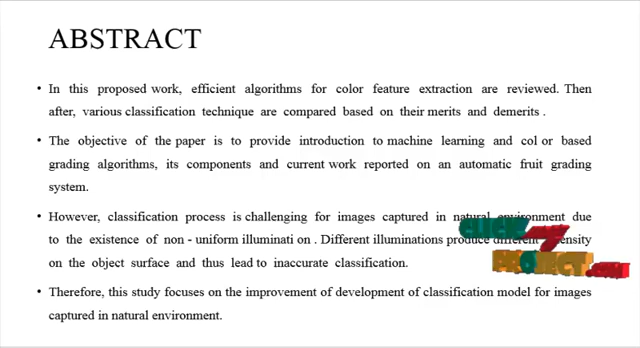 ABSTRACT
• In this proposed work, efficient algorithms for color feature extraction are reviewed. Then
after, various classification technique are compared based on their merits and demerits .
• The objective of the paper is to provide introduction to machine learning and col or based
grading algorithms, its components and current work reported on an automatic fruit grading
system.
• However, classification process is challenging for images captured in natural environment due
to the existence of non - uniform illuminati on . Different illuminations produce different
on the object surface and thus lead to inaccurate classification.
• Therefore, this study focuses on the improvement of development of classification model for images
captured in natural environment.
CLICK MY
PROJECT.com